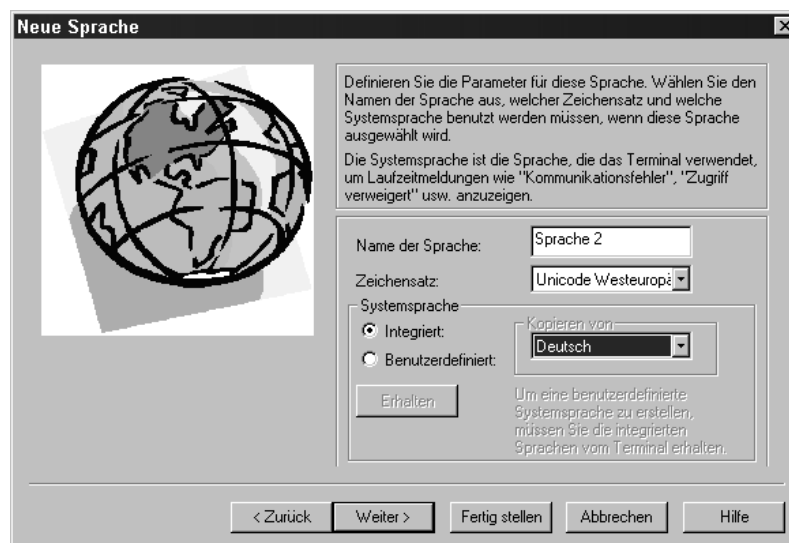 Neue Sprache
Definieren Sie die Parameter für diese Sprache. Wählen Sie den
Namen der Sprache aus, welcher Zeichensatz und welche
Systemsprache benutzt werden müssen, wenn diese Sprache
ausgewählt wird.
Die Systemsprache ist die Sprache, die das Terminal verwendet,
um Laufzeitmeldungen wie "Kommunikationsfehler", "Zugriff
verweigert" usw. anzuzeigen.
Name der Sprache:
Sprache 2
Zeichensatz:
Unicode Westeuropä
Systemsprache
Integriert:
Benutzerdefiniert:
Kopieren von
Deutsch
Erhalten
Um eine benutzerdefinierte
Systemsprache zu erstellen,
müssen Sie die integrierten
Sprachen vom Terminal erhalten.
< Zurück
Weiter >
Fertig stellen
Abbrechen
Hilfe